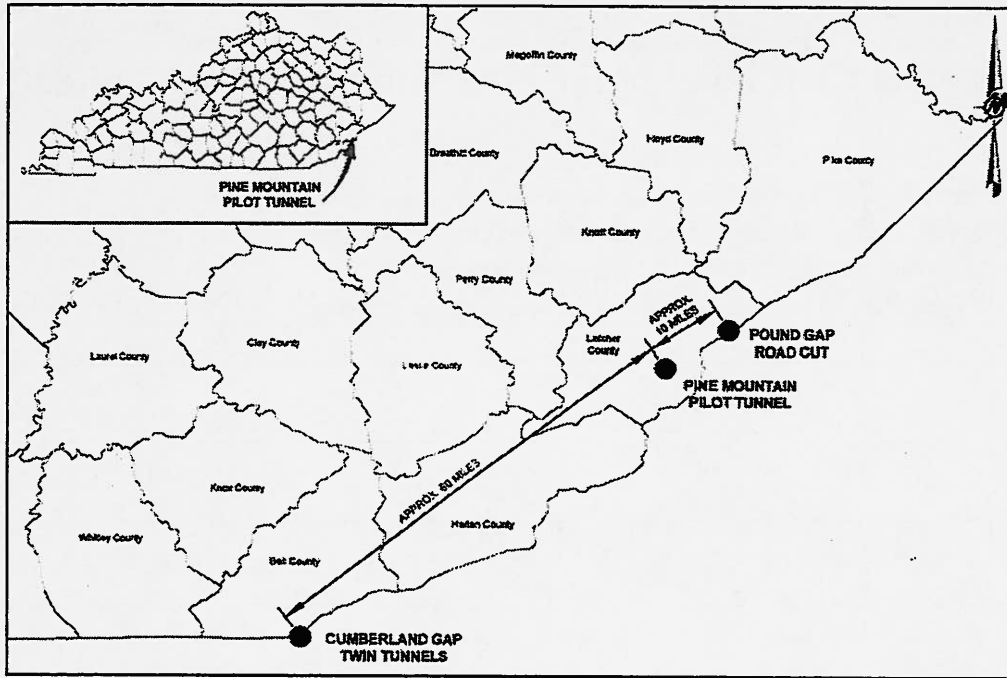 PINE MOUNTAIN
PILOT TUNNEL
N
Magoffin County
Breathitt County
Floyd County
Pike County
Knott County
Perry County
APPROX.
10 MILES
Letcher
County
POUND GAP
ROAD CUT
Laurel County
Clay County
Leslie County
PINE MOUNTAIN
PILOT TUNNEL
APPROX. 60 MILES
Knox County
Whitley County
Harlan County
Bell County
CUMBERLAND GAP
TWIN TUNNELS